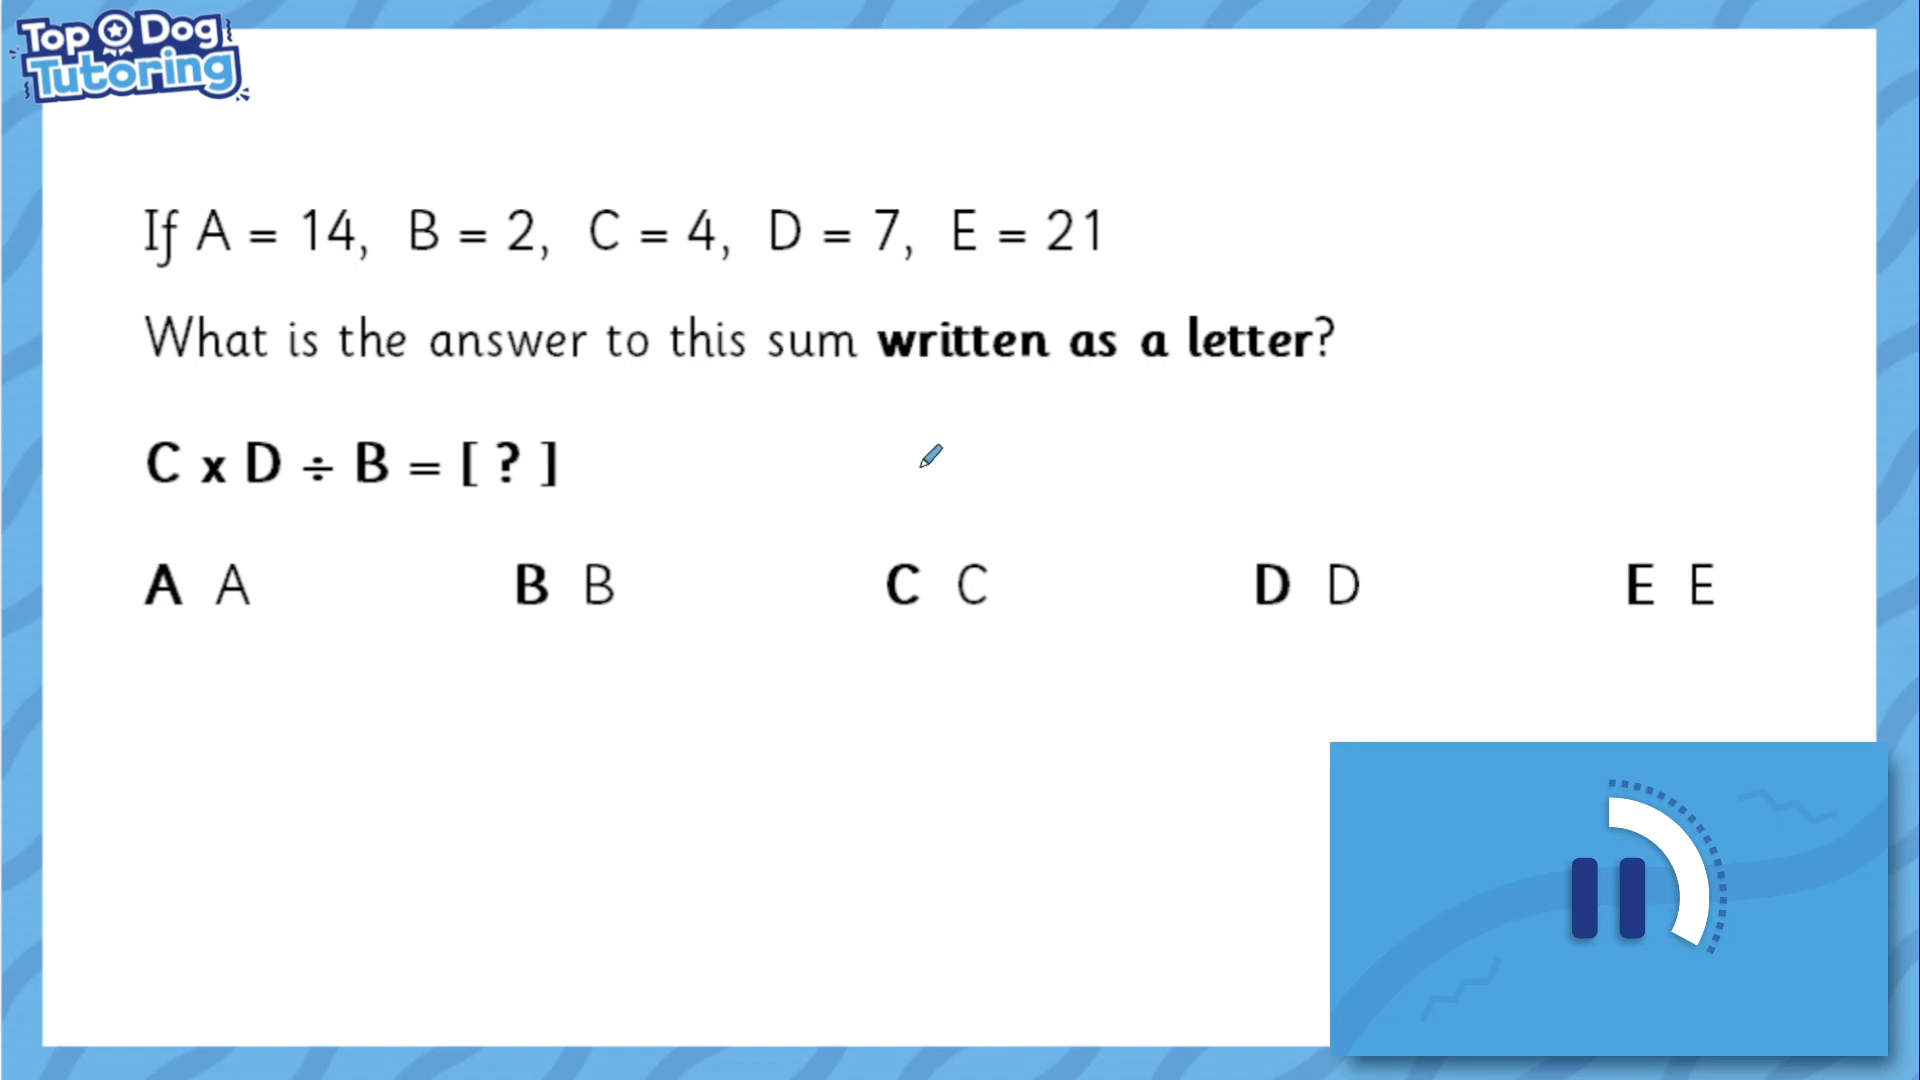 Top Dog
Tutoring
If A = 14, B = 2, C = 4, D = 7, E = 21
What is the answer to this sum written as a letter?
C x D ÷ B = [ ? ]
A A B B C C D D E E